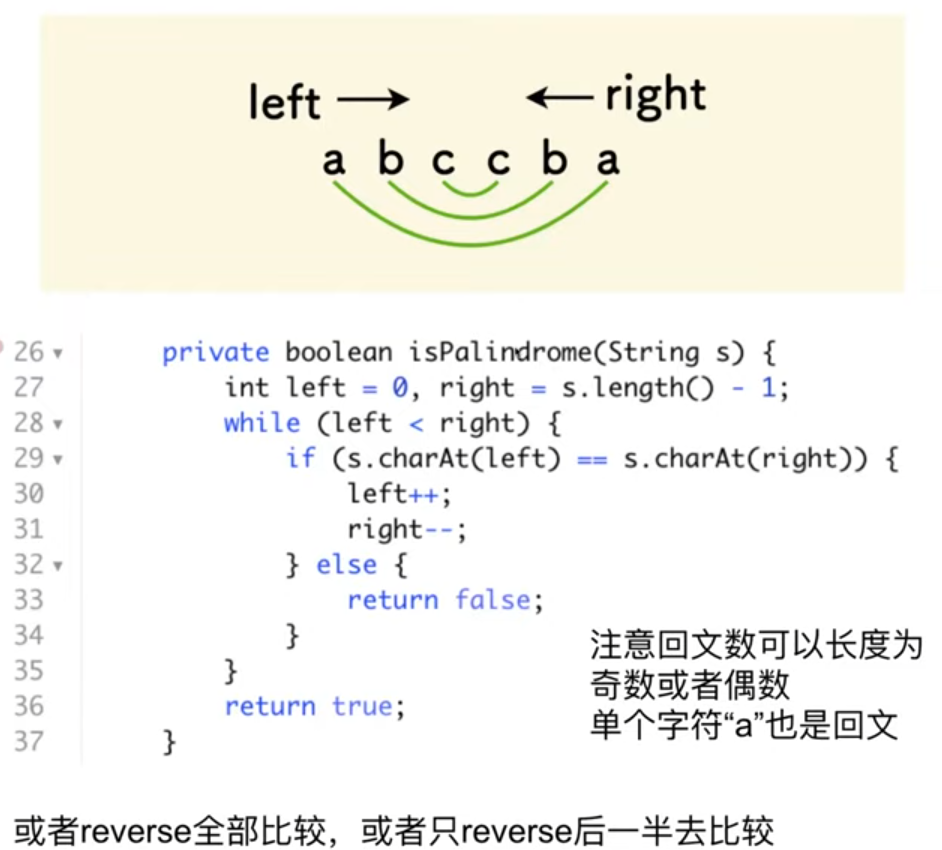 left → ← right
a b c c b a
26 private boolean isPalindrome(String s) {
27 int left = 0, right = s.length() - 1;
28 while (left < right) {
29 if (s.charAt(left) == s.charAt(right)) {
30 left++;
31 right--;
32 } else {
33 return false;
34 }
35 }
36 return true;
37 }
注意回文数可以长度为
奇数或者偶数
单个字符“a”也是回文
或者reverse全部比较，或者只reverse后一半去比较